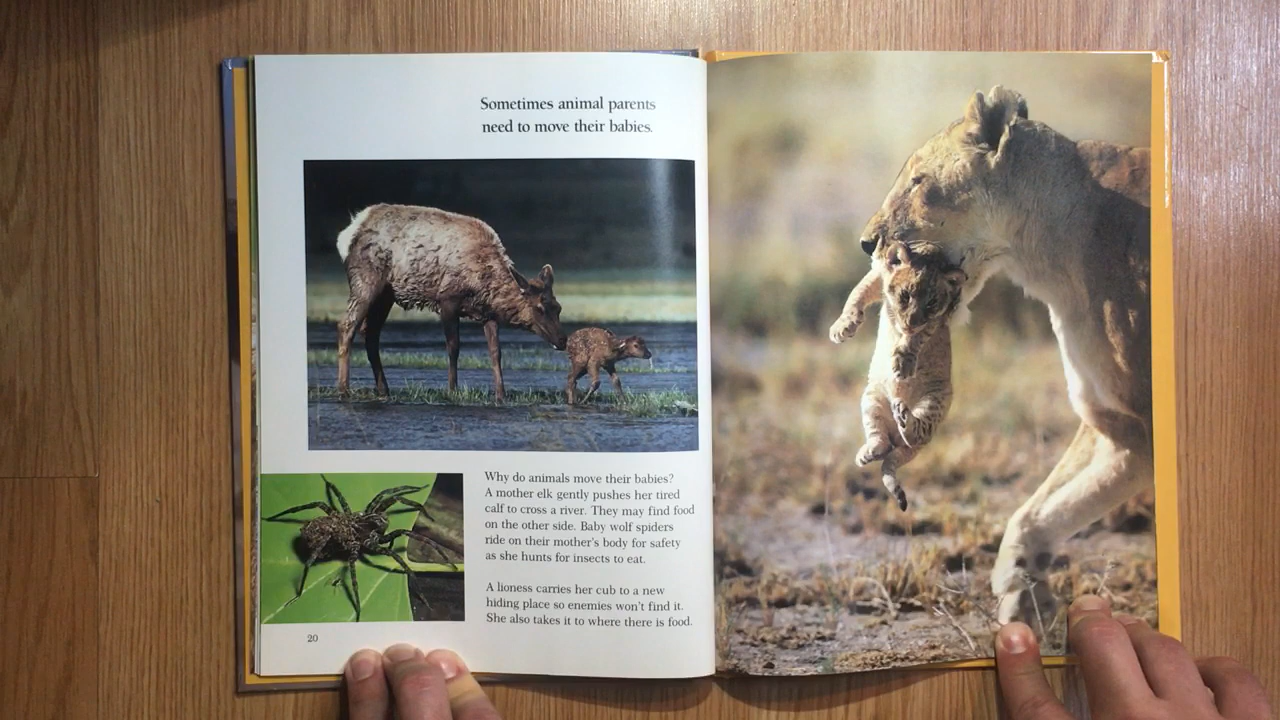 Sometimes animal parents
need to move their babies.
Why do animals move their babies?
A mother elk gently pushes her tired
calf to cross a river. They may find food
on the other side. Baby wolf spiders
ride on their mother's body for safety
as she hunts for insects to eat.
A lioness carries her cub to a new
hiding place so enemies won't find it.
She also takes it to where there is food.
20